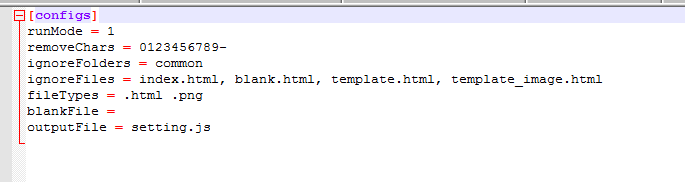 [configs]
runMode = 1
removeChars = 0123456789-
ignoreFolders = common
ignoreFiles = index.html, blank.html, template.html, template_image.html
fileTypes = .html .png
blankFile =
outputFile = setting.js